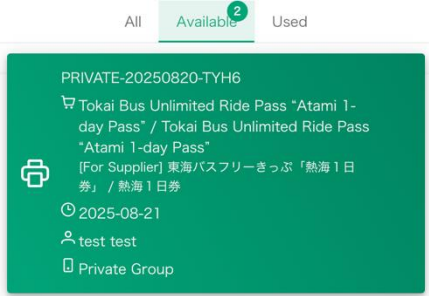 All Available 2 Used
PRIVATE-20250820-TYH6
Tokai Bus Unlimited Ride Pass “Atami 1-
day Pass” / Tokai Bus Unlimited Ride Pass
“Atami 1-day Pass”
[For Supplier] 東海バスフリーきっぷ「熱海1日
券」 / 熱海1日券
2025-08-21
test test
Private Group